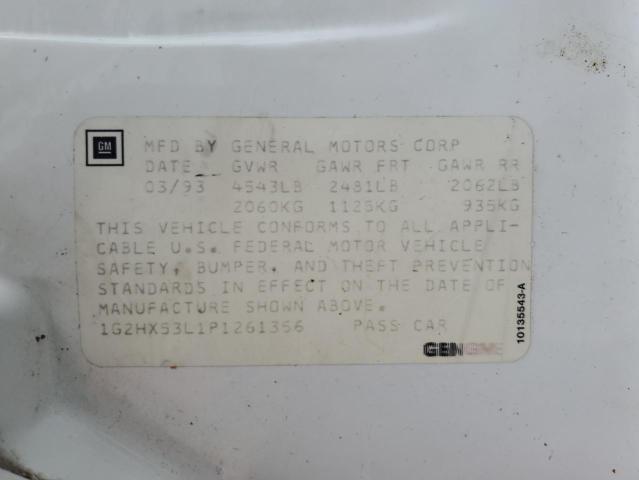 GM
MFD BY GENERAL MOTORS CORP
DATE GVWR GAWR FRT GAWR RR
03/93 4543LB 2481LB 2062LB
2060KG 1125KG 935KG
THIS VEHICLE CONFORMS TO ALL APPLI-
CABLE U.S. FEDERAL MOTOR VEHICLE
SAFETY, BUMPER, AND THEFT PREVENTION
STANDARDS IN EFFECT ON THE DATE OF
MANUFACTURE SHOWN ABOVE.
1G2HX53L1P1261356 PASS CAR
10135543-A